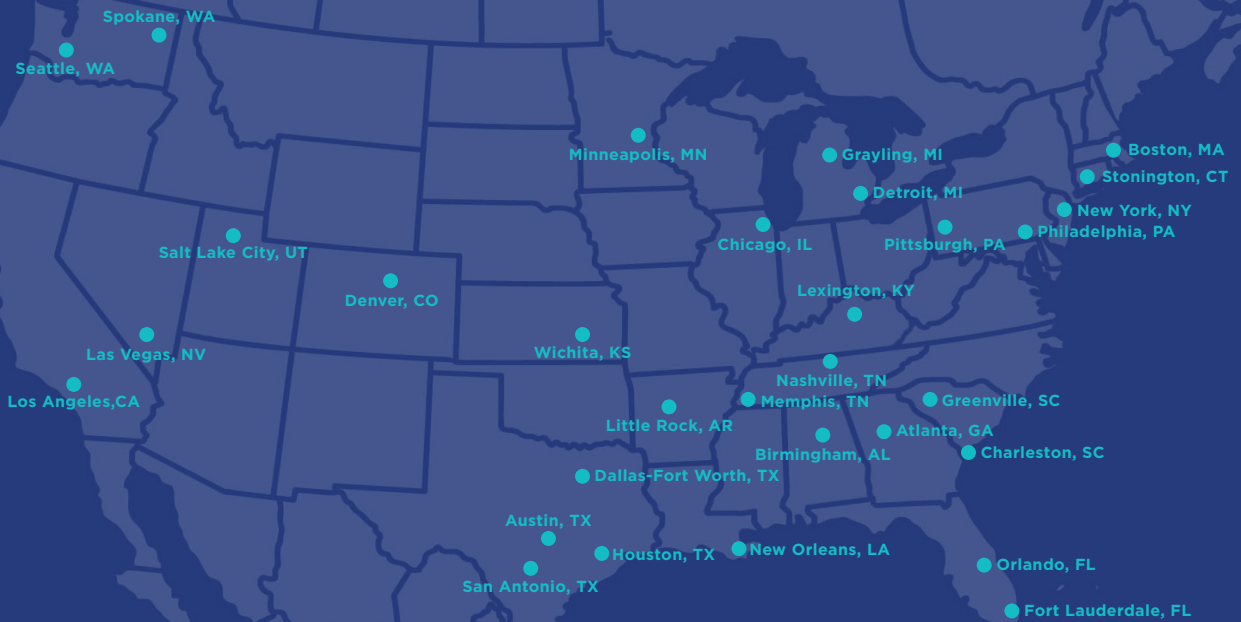 Spokane, WA
Seattle, WA
Minneapolis, MN
Grayling, MI
Boston, MA
Stonington, CT
Detroit, MI
New York, NY
Philadelphia, PA
Chicago, IL
Pittsburgh, PA
Salt Lake City, UT
Denver, CO
Lexington, KY
Las Vegas, NV
Wichita, KS
Nashville, TN
Los Angeles,CA
Memphis, TN
Greenville, SC
Little Rock, AR
Atlanta, GA
Birmingham, AL
Charleston, SC
Dallas-Fort Worth, TX
Austin, TX
Houston, TX
New Orleans, LA
Orlando, FL
San Antonio, TX
Fort Lauderdale, FL